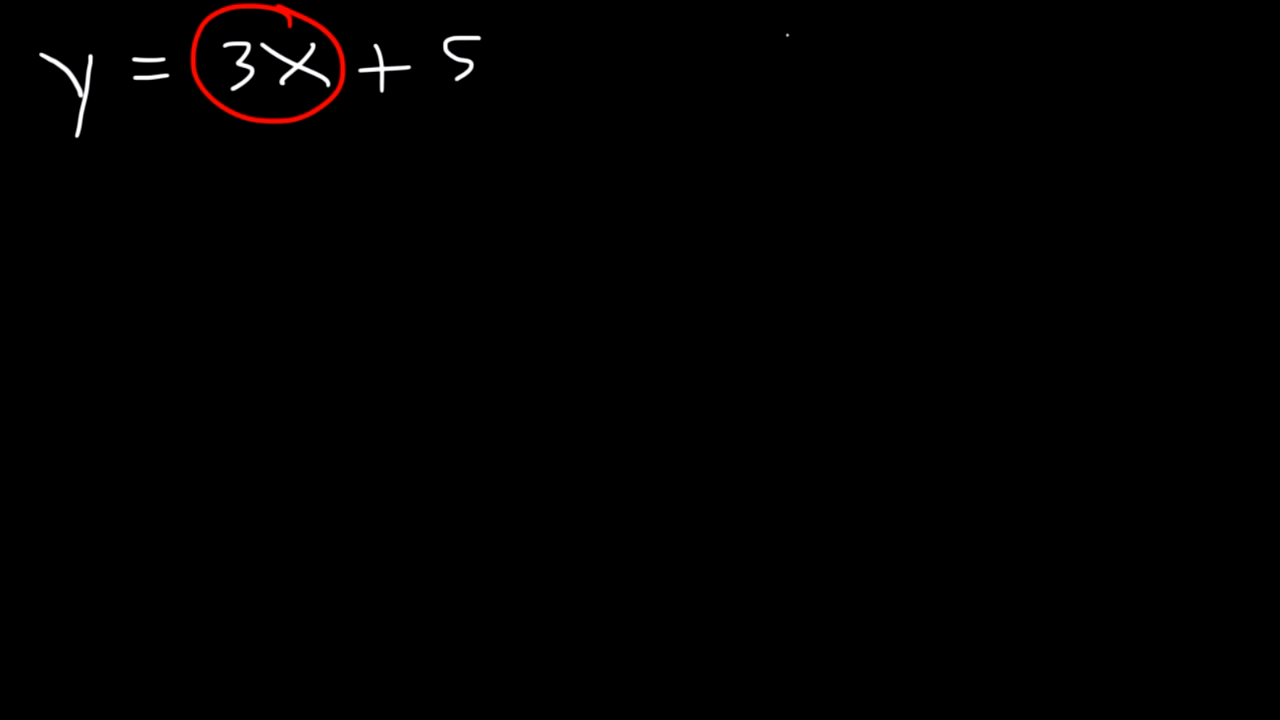 y = 3x + 5